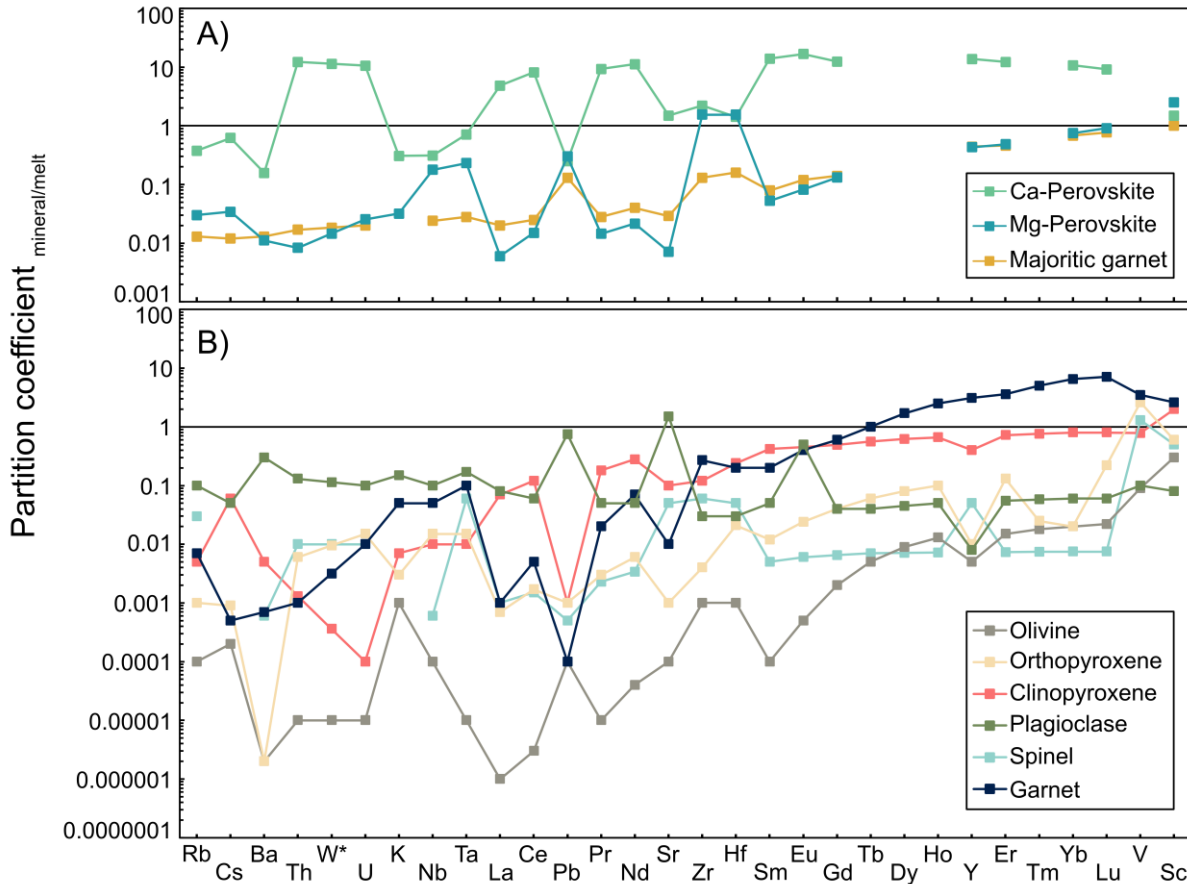 Partition coefficient mineral/melt
A)
100
10
1
0.1
0.01
0.001
Ca-Perovskite
Mg-Perovskite
Majoritic garnet
B)
100
10
1
0.1
0.01
0.001
0.0001
0.00001
0.000001
0.0000001
Olivine
Orthopyroxene
Clinopyroxene
Plagioclase
Spinel
Garnet
Rb Ba W* K Ta Ce Pr Sr Hf Eu Tb Ho Er Yb V
Cs Th U Nb La Pb Nd Zr Sm Gd Dy Y Tm Lu Sc